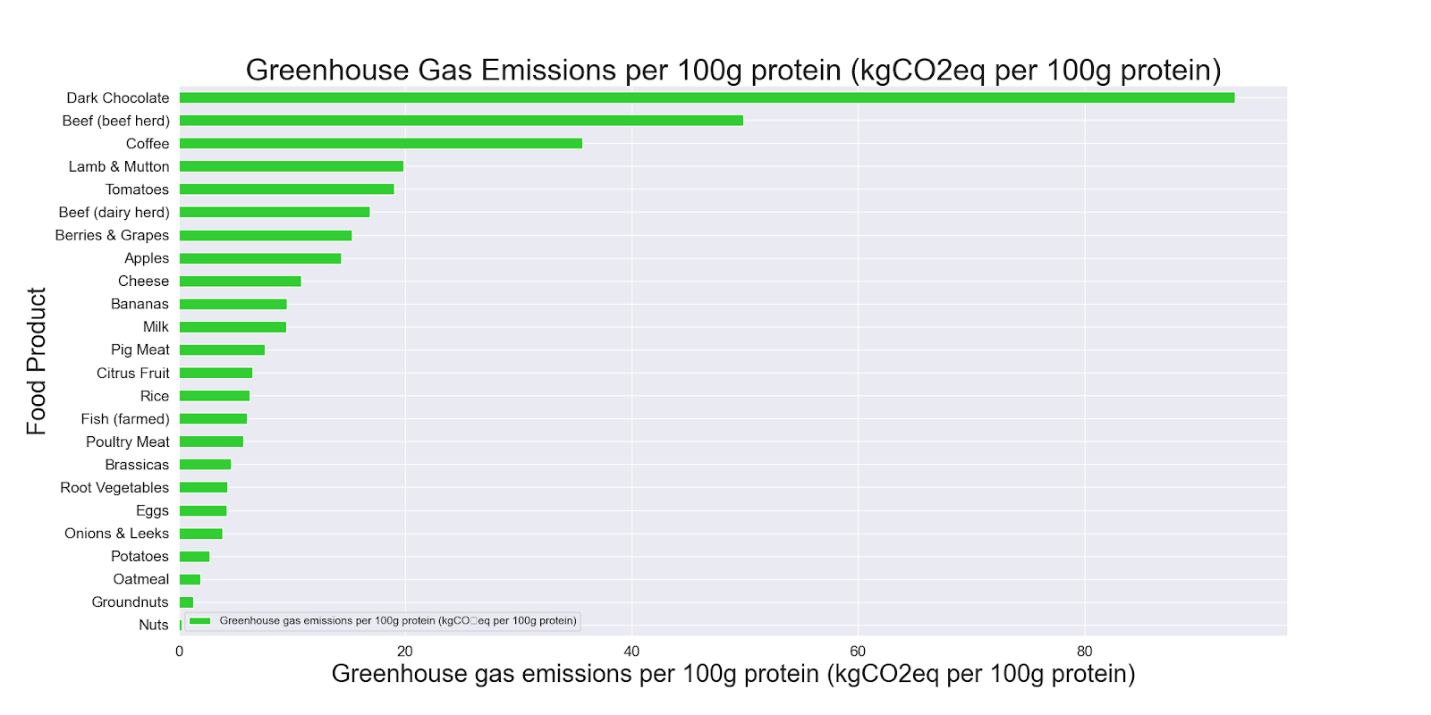 Greenhouse Gas Emissions per 100g protein (kgCO2eq per 100g protein)
Food Product
Dark Chocolate
Beef (beef herd)
Coffee
Lamb & Mutton
Tomatoes
Beef (dairy herd)
Berries & Grapes
Apples
Cheese
Bananas
Milk
Pig Meat
Citrus Fruit
Rice
Fish (farmed)
Poultry Meat
Brassicas
Root Vegetables
Eggs
Onions & Leeks
Potatoes
Oatmeal
Groundnuts
Nuts
Greenhouse gas emissions per 100g protein (kgCO□eq per 100g protein)
0 20 40 60 80
Greenhouse gas emissions per 100g protein (kgCO2eq per 100g protein)